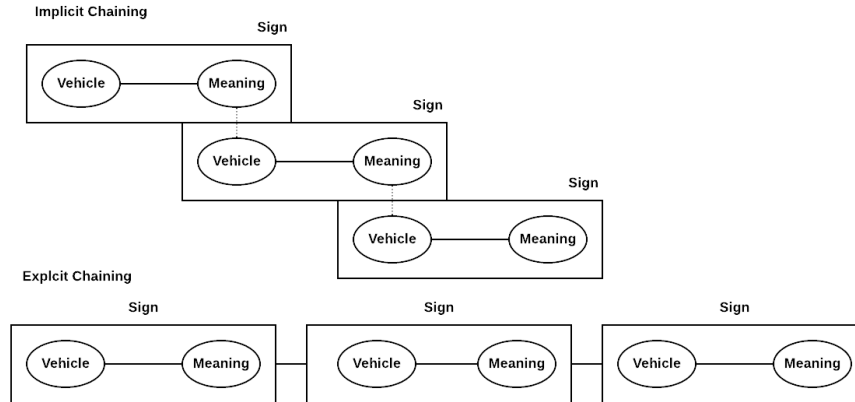 Implicit Chaining
Sign
Vehicle Meaning
Sign
Vehicle Meaning
Sign
Vehicle Meaning
Explcit Chaining
Sign Sign Sign
Vehicle Meaning Vehicle Meaning Vehicle Meaning